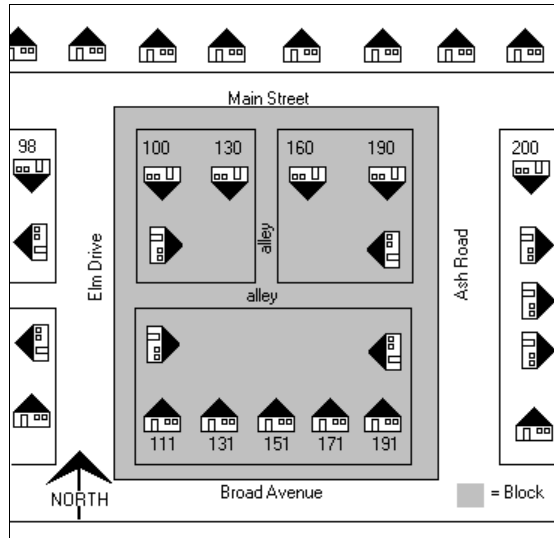 Main Street
98
100 130 160 190
200
Elm Drive
alley
Ash Road
alley
111 131 151 171 191
NORTH
Broad Avenue
= Block